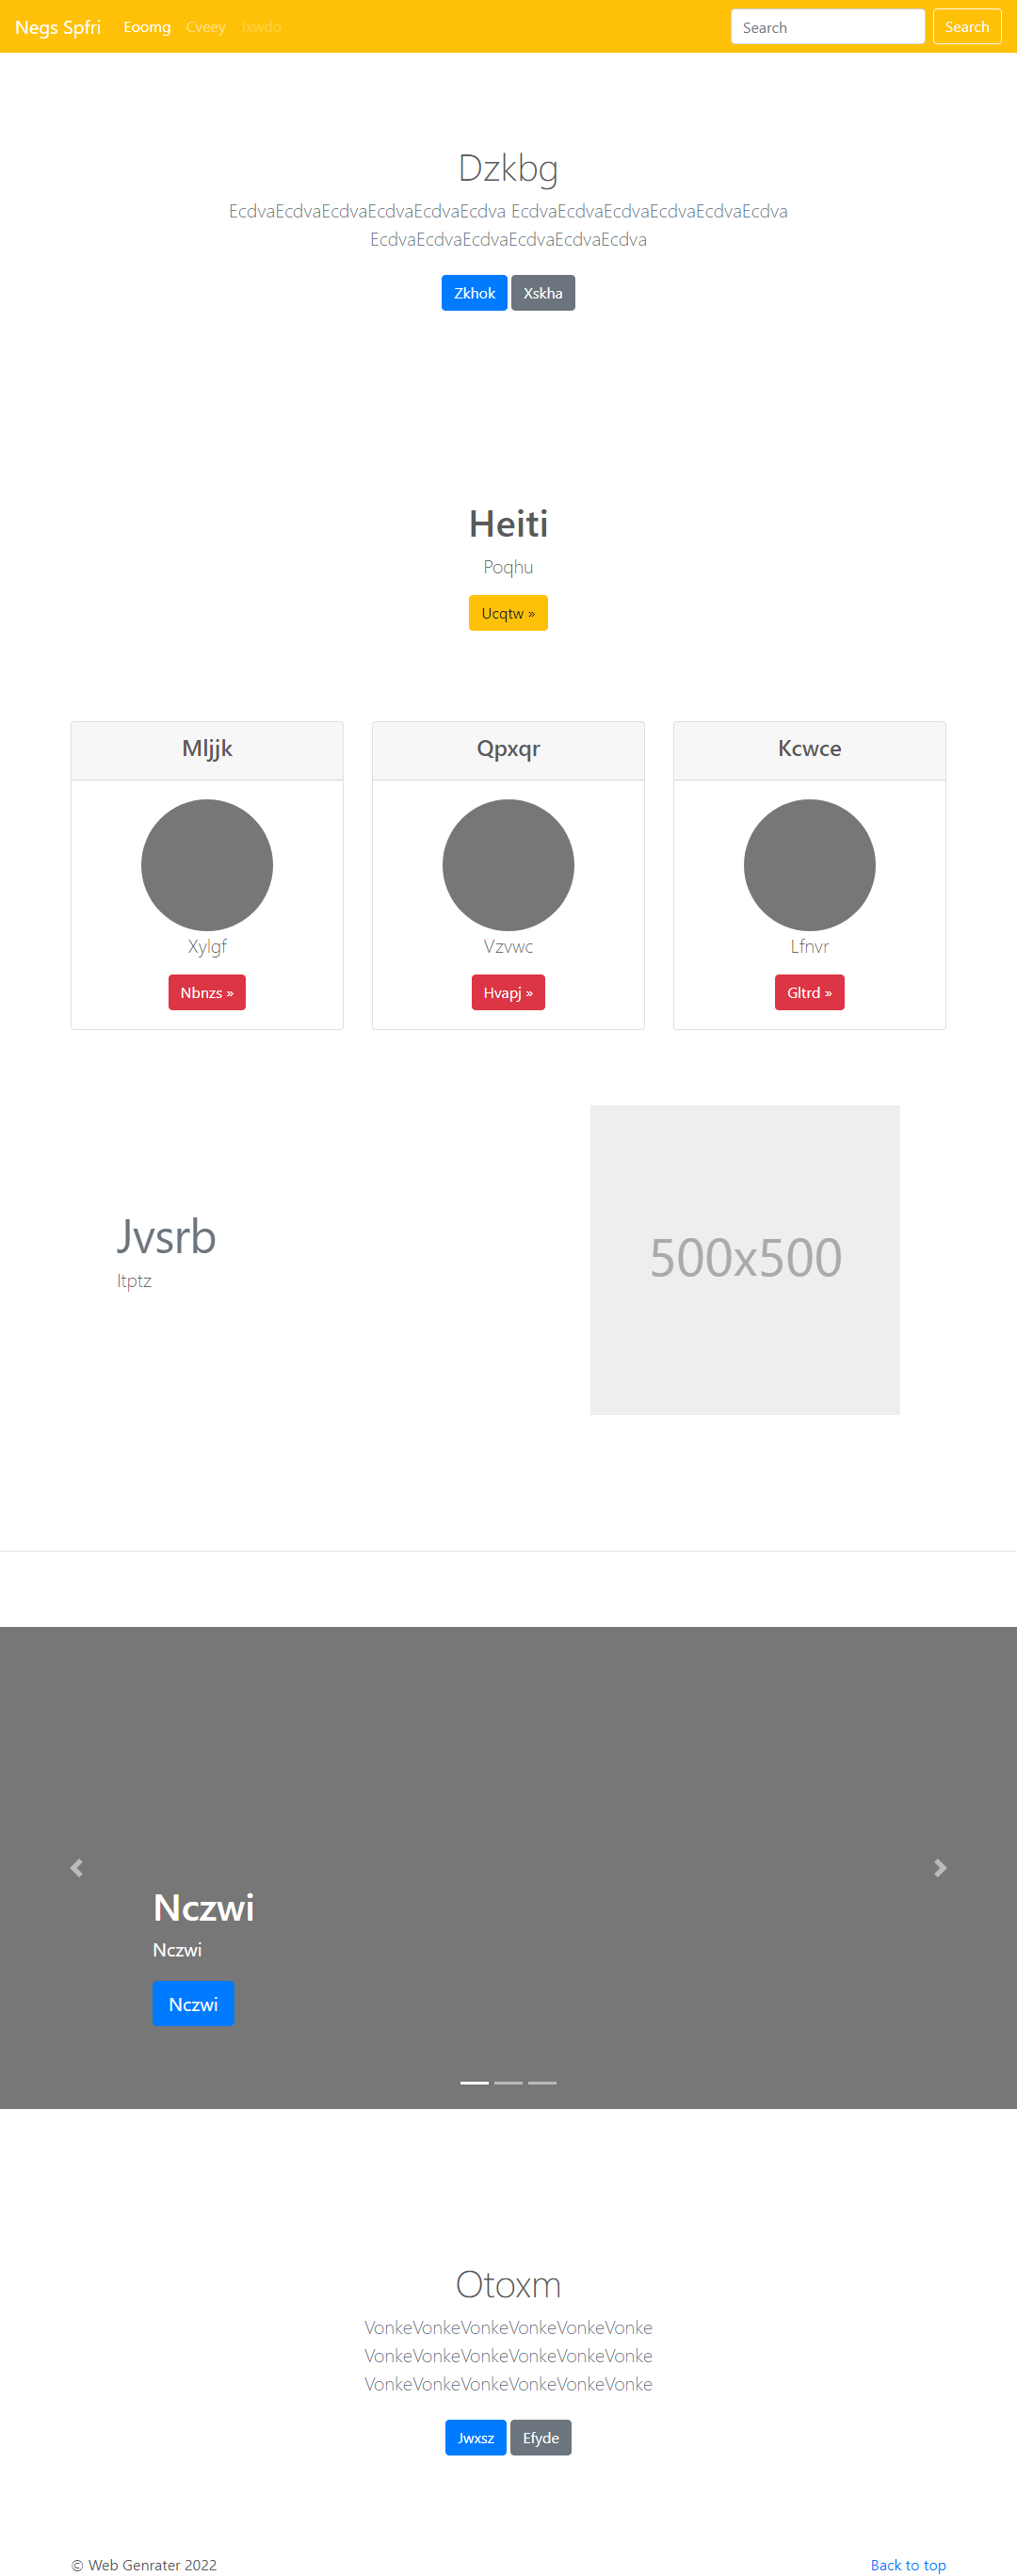 Negs Spfri Eoomg Cveey Jxwdo Search Search
Dzkbg
EcdvaEcdvaEcdvaEcdvaEcdvaEcdva EcdvaEcdvaEcdvaEcdvaEcdvaEcdva
EcdvaEcdvaEcdvaEcdvaEcdvaEcdva
Zkhok Xskha
Heiti
Poqhu
Ucqtw »
Mljjk
Xylgf
Nbnzs »
Qpxqr
Vzvwc
Hvapj »
Kcwce
Lfnvr
Gltrd »
Jvsrb
Itptz
500x500
Nczwi
Nczwi
Nczwi
Otoxm
VonkeVonkeVonkeVonkeVonkeVonke
VonkeVonkeVonkeVonkeVonkeVonke
VonkeVonkeVonkeVonkeVonkeVonke
Jwxsz Efyde
© Web Genrater 2022 Back to top